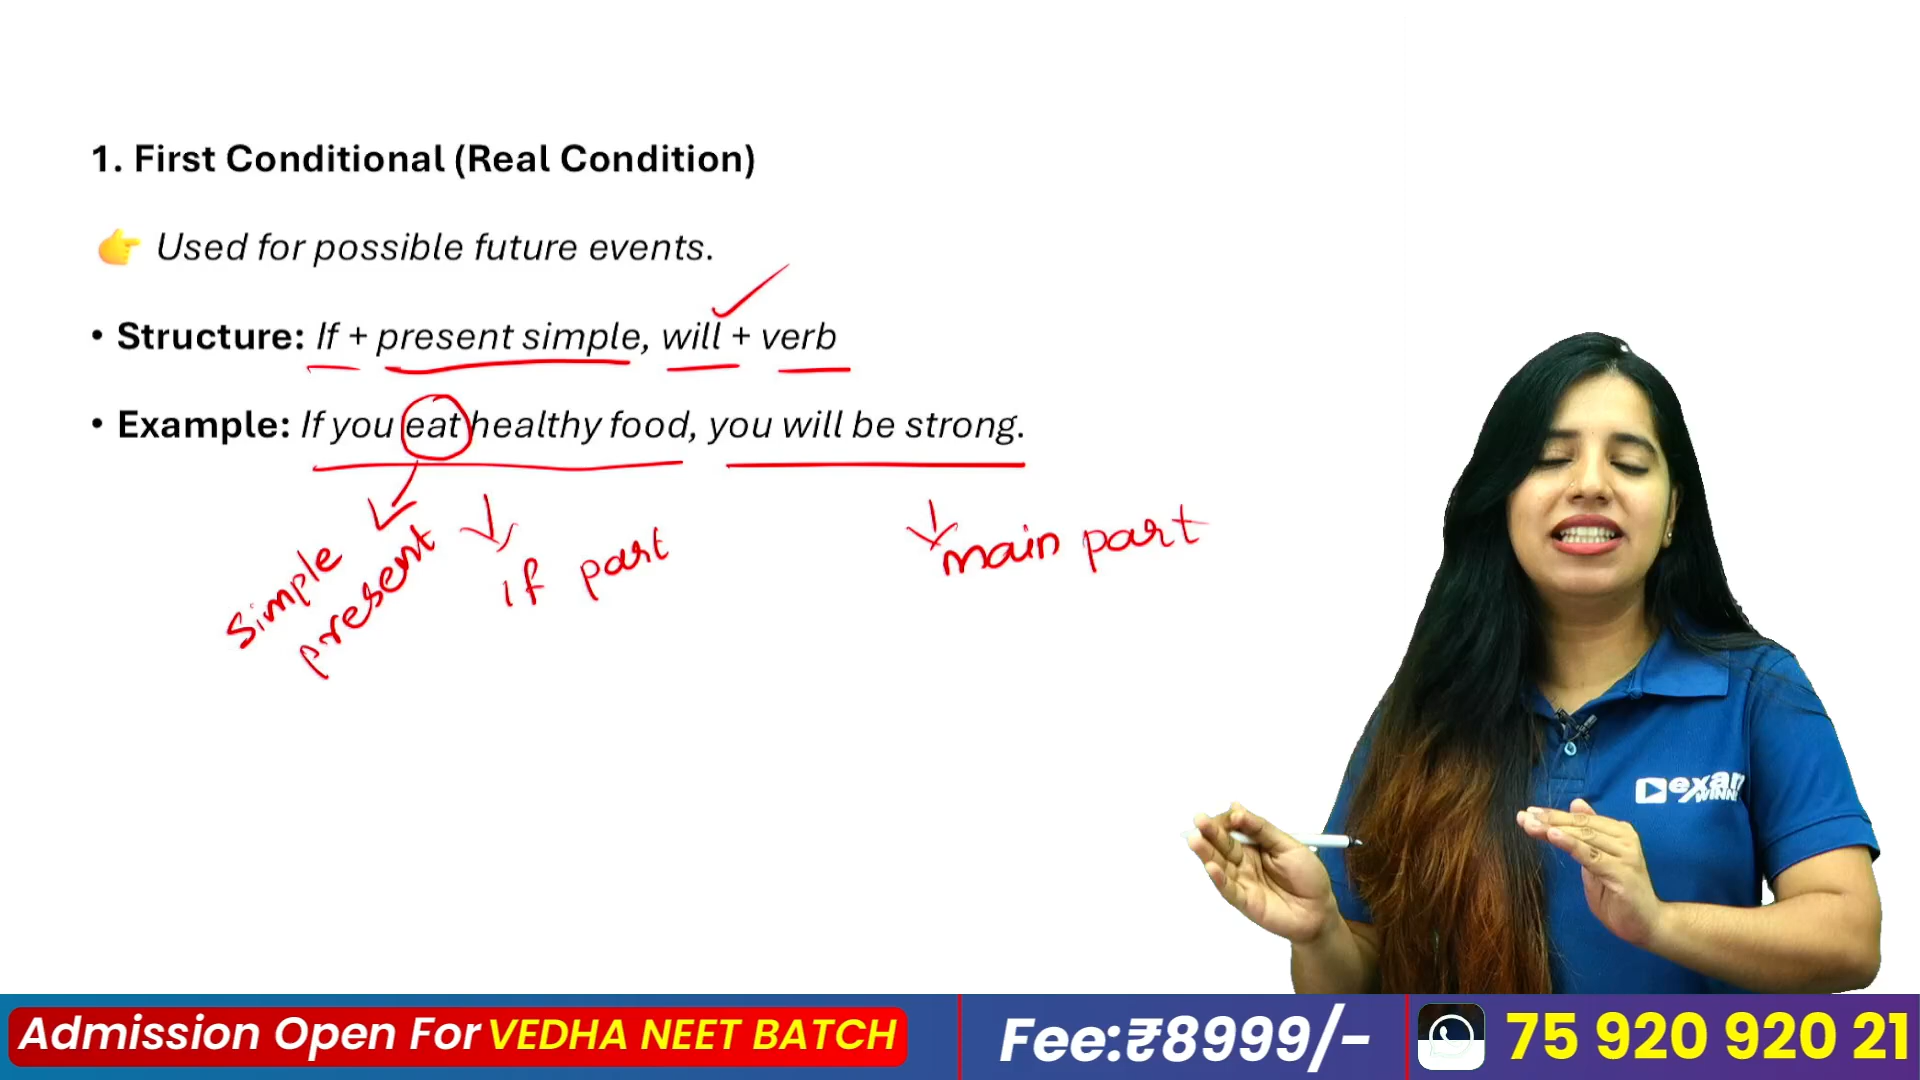 1. First Conditional (Real Condition)
👉 Used for possible future events.
• Structure: If + present simple, will + verb
• Example: If you eat healthy food, you will be strong.
simple
present
if part
main part
exam
WINN
Admission Open For VEDHA NEET BATCH
Fee:₹8999/-
75 920 920 21